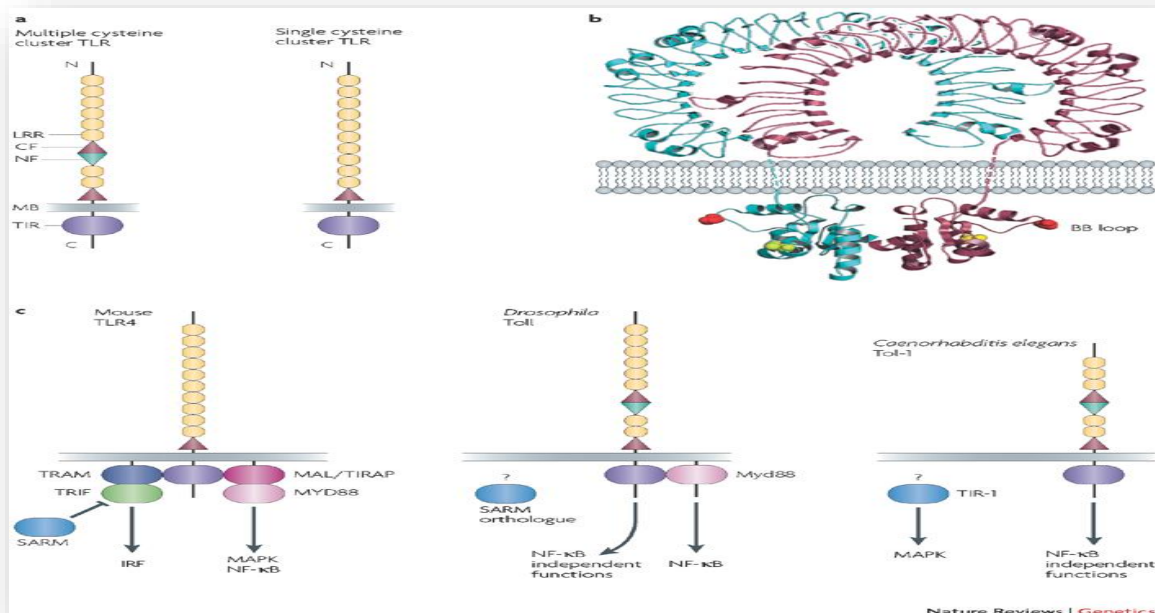 a
Multiple cysteine
cluster TLR
Single cysteine
cluster TLR
N
N
LRR
CF
NF
MB
TIR
C
C
b
BB loop
c
Mouse
TLR4
TRAM
MAL/TIRAP
TRIF
MYD88
SARM
IRF
MAPK
NF-κB
Drosophila
Toll
Myd88
?
SARM
orthologue
NF-κB
independent
functions
NF-κB
Caenorhabditis elegans
Tol-1
?
TIR-1
MAPK
NF-κB
independent
functions
Nature Reviews | Genetics